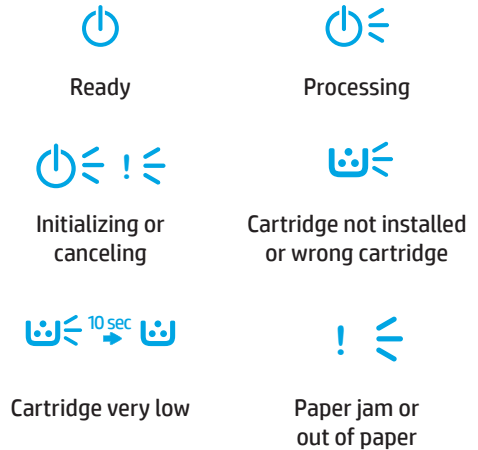 Ready
Processing
!
Initializing or
canceling
Cartridge not installed
or wrong cartridge
10 sec
Cartridge very low
!
Paper jam or
out of paper